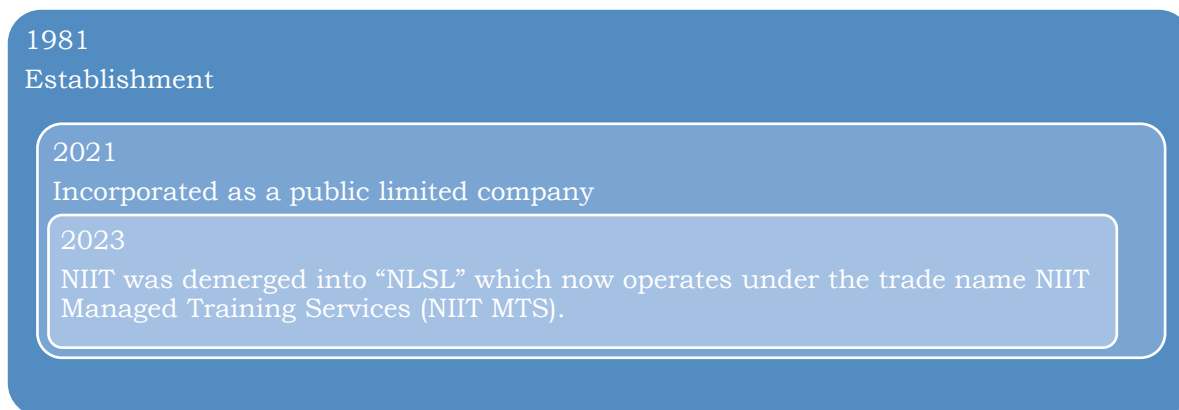 1981
Establishment
2021
Incorporated as a public limited company
2023
NIIT was demerged into “NLSL” which now operates under the trade name NIIT
Managed Training Services (NIIT MTS).